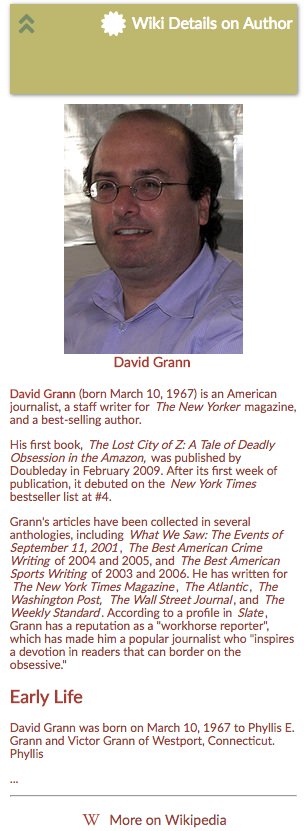 Wiki Details on Author
David Grann
David Grann (born March 10, 1967) is an American
journalist, a staff writer for The New Yorker magazine,
and a best-selling author.
His first book, The Lost City of Z: A Tale of Deadly
Obsession in the Amazon, was published by
Doubleday in February 2009. After its first week of
publication, it debuted on the New York Times
bestseller list at #4.
Grann's articles have been collected in several
anthologies, including What We Saw: The Events of
September 11, 2001, The Best American Crime
Writing of 2004 and 2005, and The Best American
Sports Writing of 2003 and 2006. He has written for
The New York Times Magazine, The Atlantic, The
Washington Post, The Wall Street Journal, and The
Weekly Standard. According to a profile in Slate,
Grann has a reputation as a "workhorse reporter",
which has made him a popular journalist who "inspires
a devotion in readers that can border on the
obsessive."
Early Life
David Grann was born on March 10, 1967 to Phyllis E.
Grann and Victor Grann of Westport, Connecticut.
Phyllis
...
W More on Wikipedia